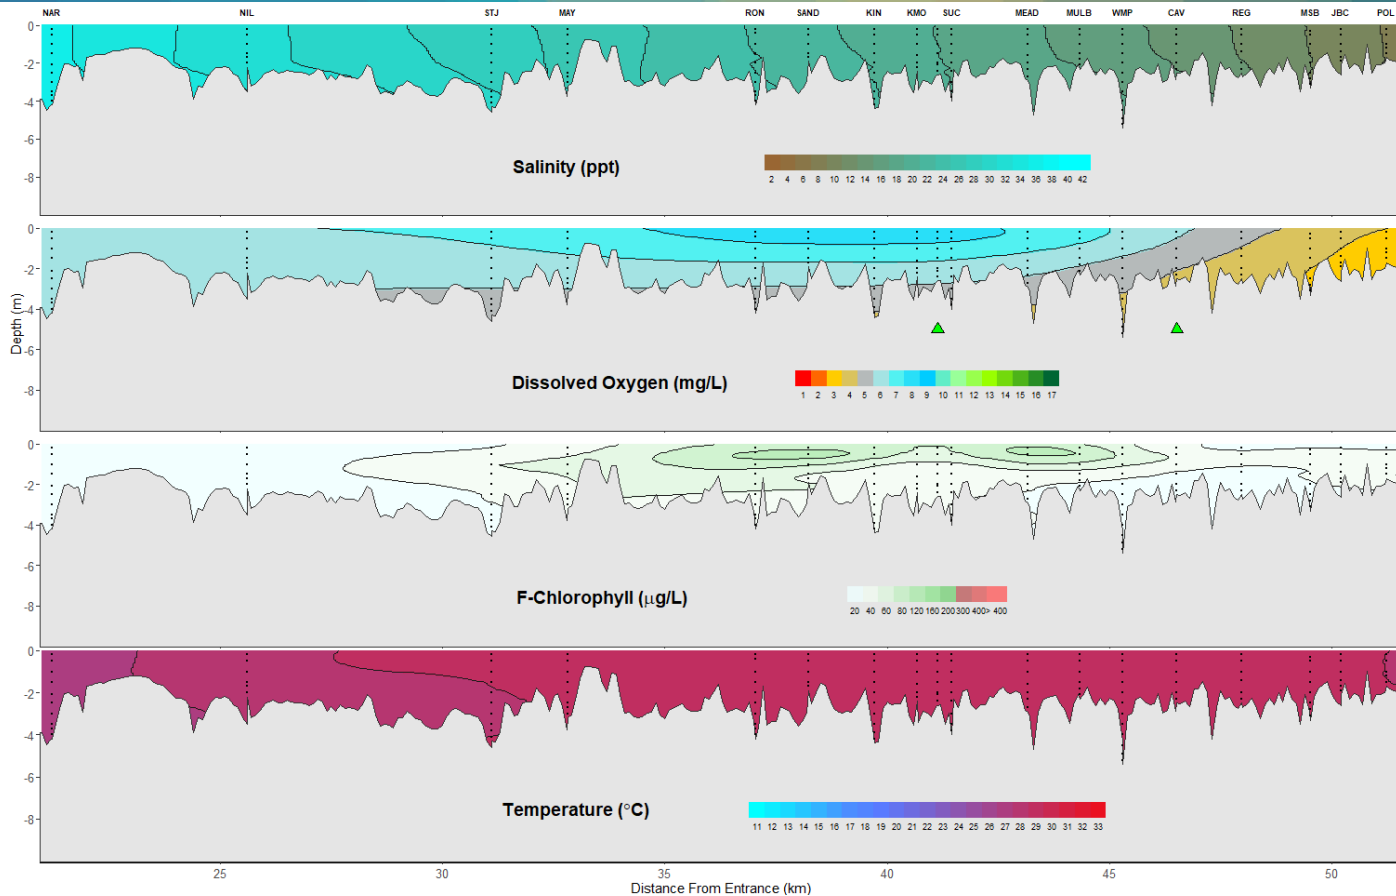 NAR NIL STJ MAY RON SAND KIN KMO SUC MEAD MULB WMP CAV REG MSB JBC POL
0
-2
-4
-6
-8
Salinity (ppt)
2 4 6 8 10 12 14 16 18 20 22 24 26 28 30 32 34 36 38 40 42
0
-2
-4
-6
-8
Depth (m)
Dissolved Oxygen (mg/L)
1 2 3 4 5 6 7 8 9 10 11 12 13 14 15 16 17
0
-2
-4
-6
-8
F-Chlorophyll (μg/L)
20 40 60 80 120 160 200 300 400 > 400
0
-2
-4
-6
-8
Temperature (°C)
11 12 13 14 15 16 17 18 19 20 21 22 23 24 25 26 27 28 29 30 31 32 33
25 30 35 40 45 50
Distance From Entrance (km)